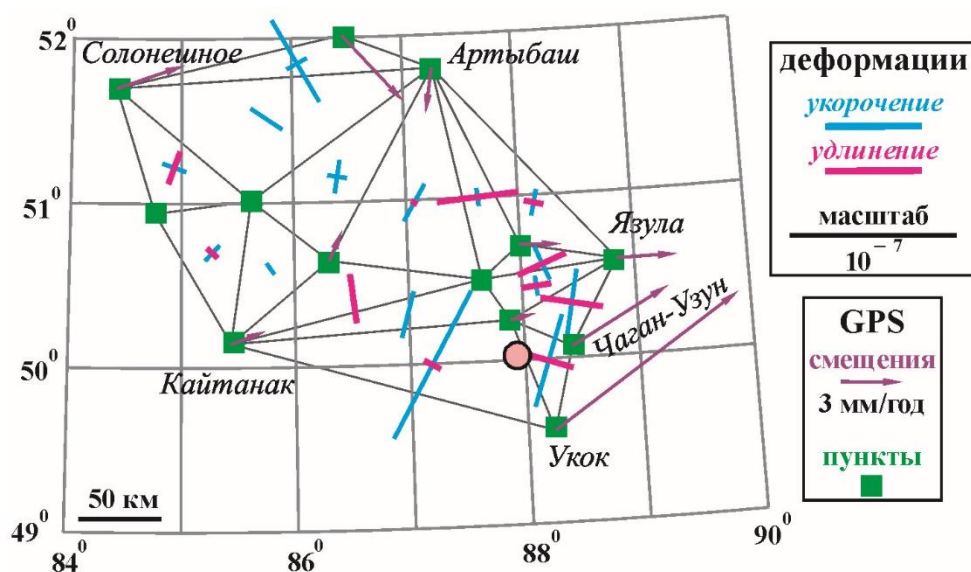 52⁰
Солонешное
Артыбаш
51⁰
Язула
Чаган-Узун
50⁰
Кайтанак
Укок
50 км
49⁰
84⁰
86⁰
88⁰
90⁰
деформации
укорочение
удлинение
масштаб
10⁻⁷
GPS
смещения
3 мм/год
пункты